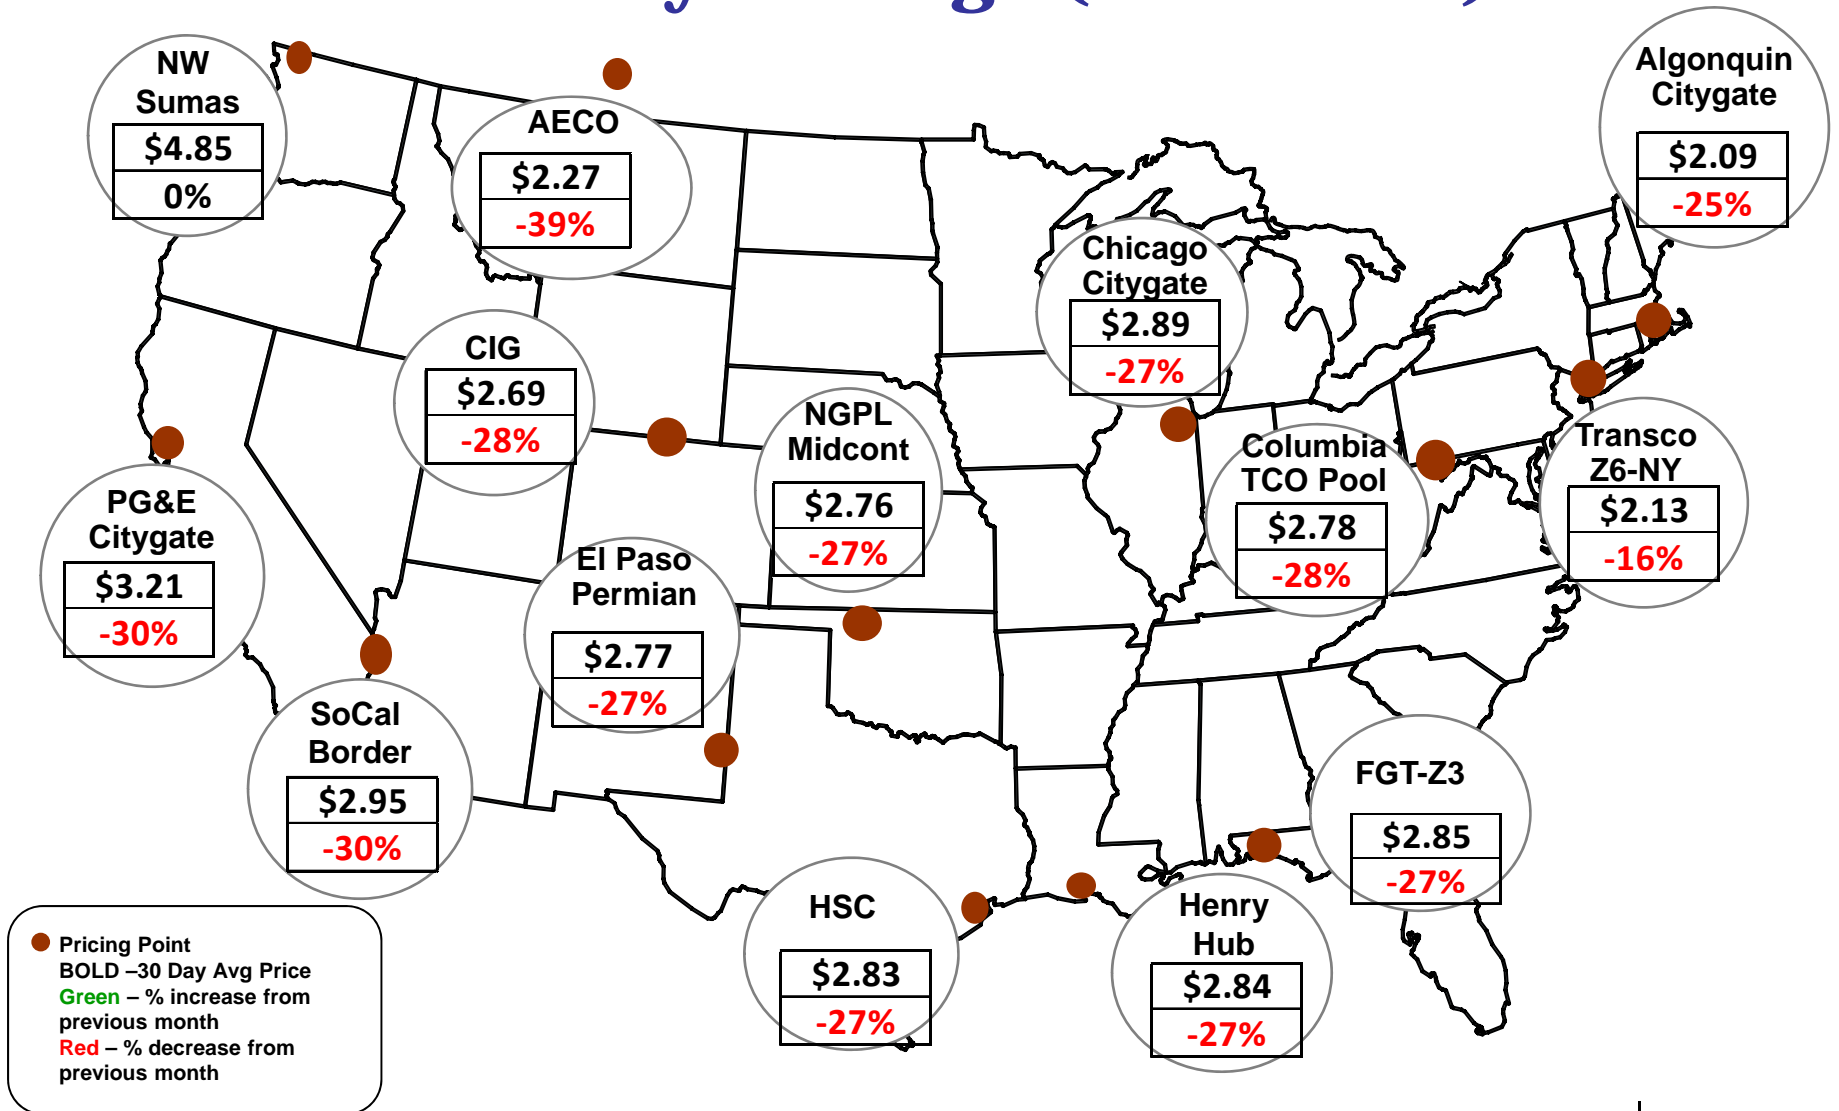 NW
Sumas
$4.85
0%
AECO
$2.27
-39%
Algonquin
Citygate
$2.09
-25%
Chicago
Citygate
$2.89
-27%
CIG
$2.69
-28%
NGPL
Midcont
$2.76
-27%
Columbia
TCO Pool
$2.78
-28%
Transco
Z6-NY
$2.13
-16%
PG&E
Citygate
$3.21
-30%
El Paso
Permian
$2.77
-27%
SoCal
Border
$2.95
-30%
FGT-Z3
$2.85
-27%
HSC
$2.83
-27%
Henry
Hub
$2.84
-27%
Pricing Point
BOLD –30 Day Avg Price
Green – % increase from
previous month
Red – % decrease from
previous month